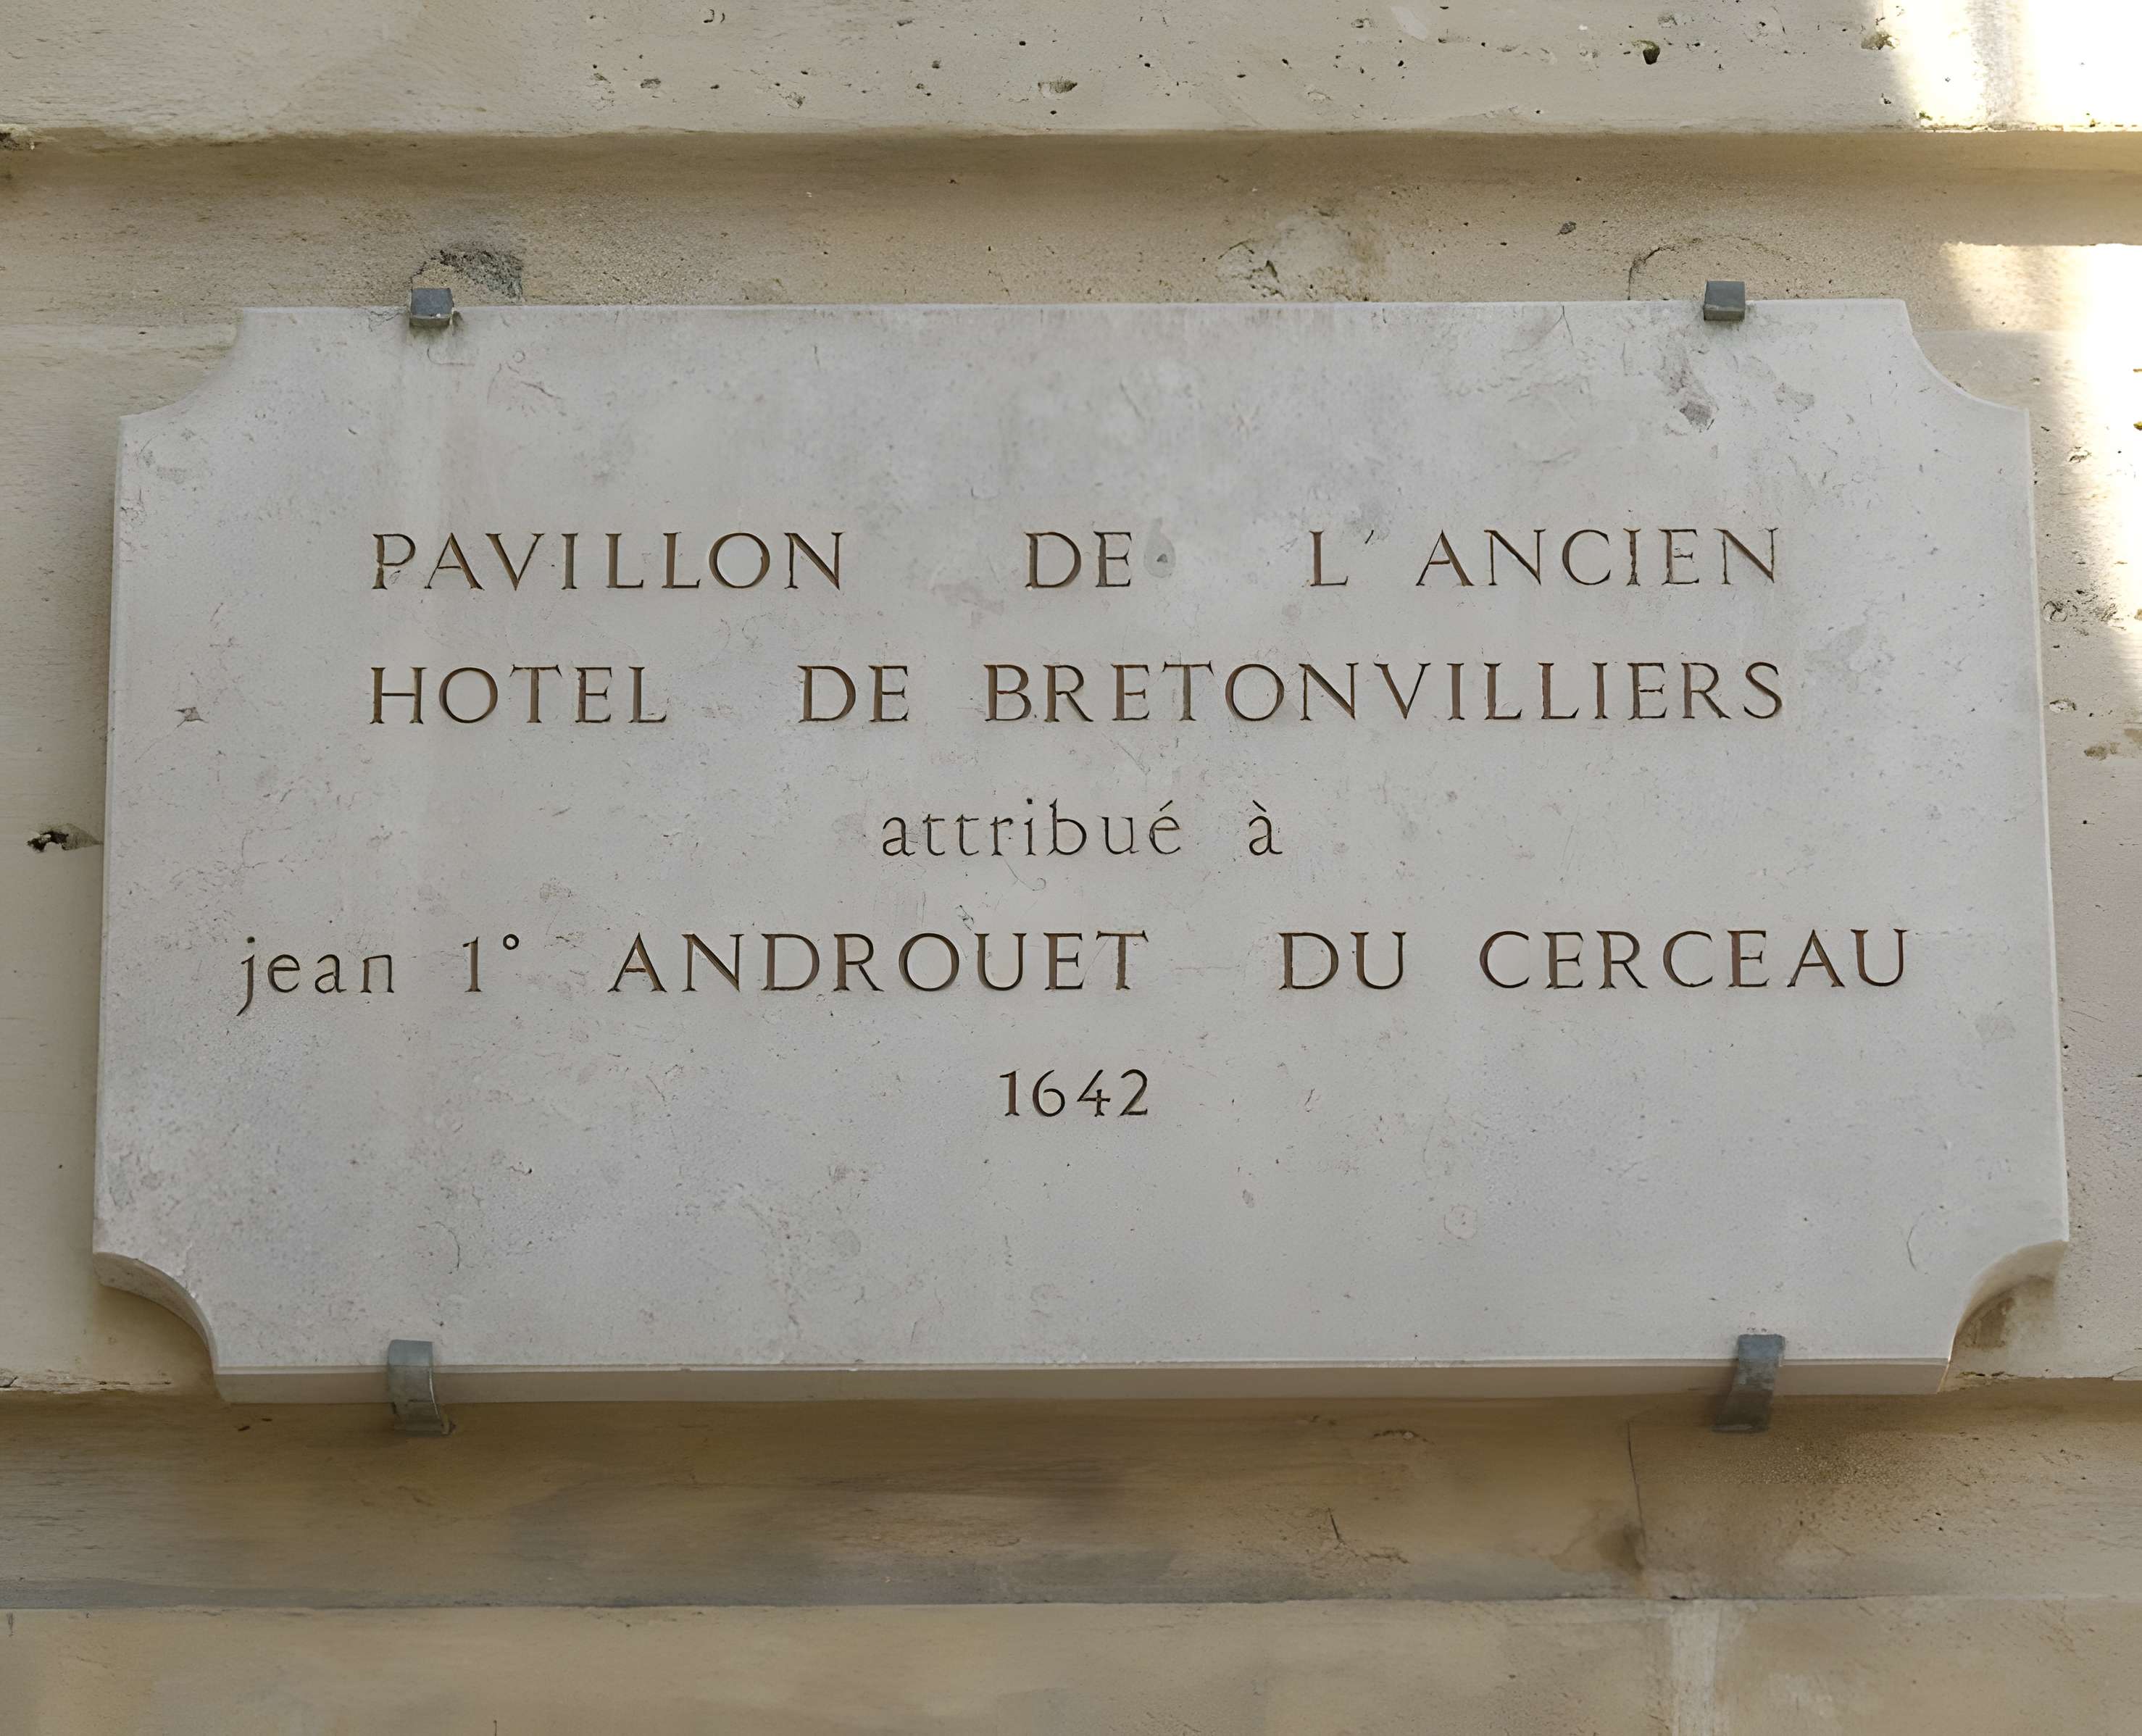 PAVILLON DE L'ANCIEN
HOTEL DE BRETONVILLIERS
attribué à
jean 1° ANDROUET DU CERCEAU
1642